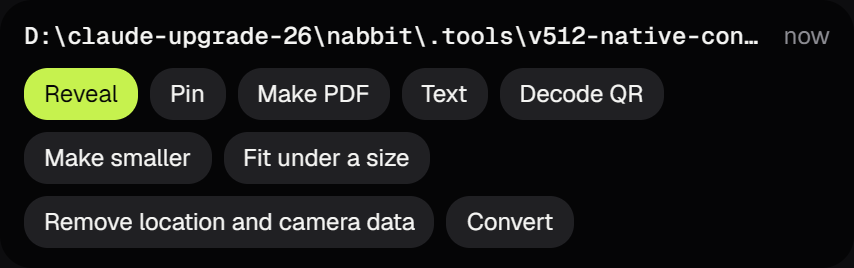 D:\claude-upgrade-26\nabbit\.tools\v512-native-con… now
Reveal Pin Make PDF Text Decode QR
Make smaller Fit under a size
Remove location and camera data Convert